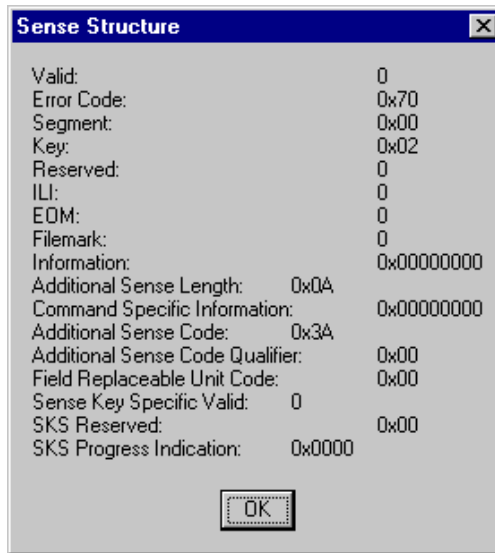 Sense Structure
Valid: 0
Error Code: 0x70
Segment: 0x00
Key: 0x02
Reserved: 0
ILI: 0
EOM: 0
Filemark: 0
Information: 0x00000000
Additional Sense Length: 0x0A
Command Specific Information: 0x00000000
Additional Sense Code: 0x3A
Additional Sense Code Qualifier: 0x00
Field Replaceable Unit Code: 0x00
Sense Key Specific Valid: 0
SKS Reserved: 0x00
SKS Progress Indication: 0x0000
OK